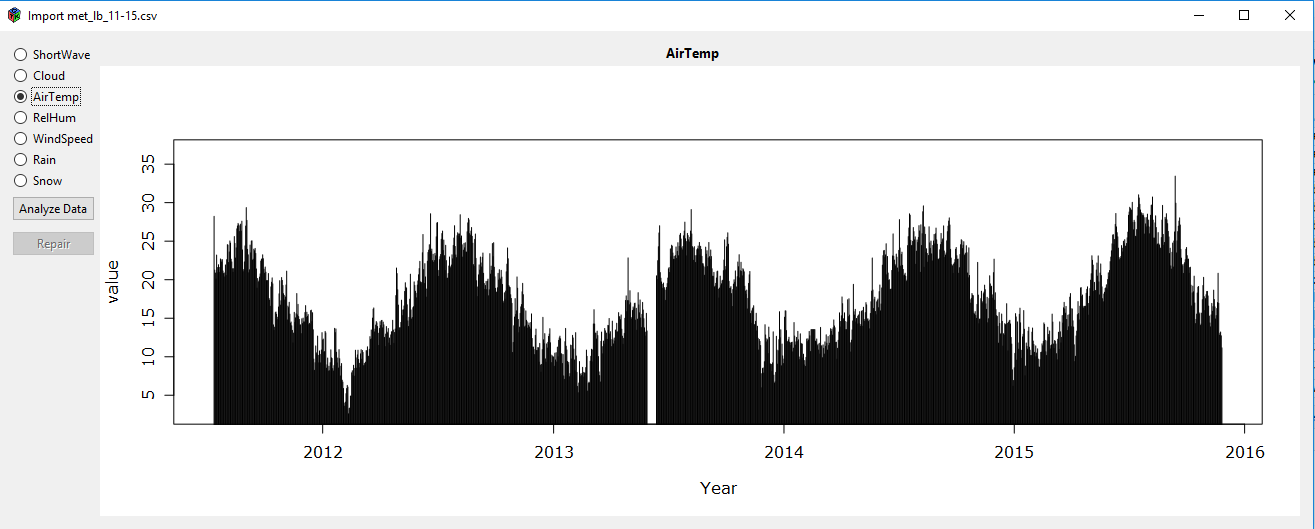 Import met_lb_11-15.csv
ShortWave
Cloud
AirTemp
RelHum
WindSpeed
Rain
Snow
Analyze Data
Repair
AirTemp
value
35
30
25
20
15
10
5
2012
2013
2014
2015
2016
Year